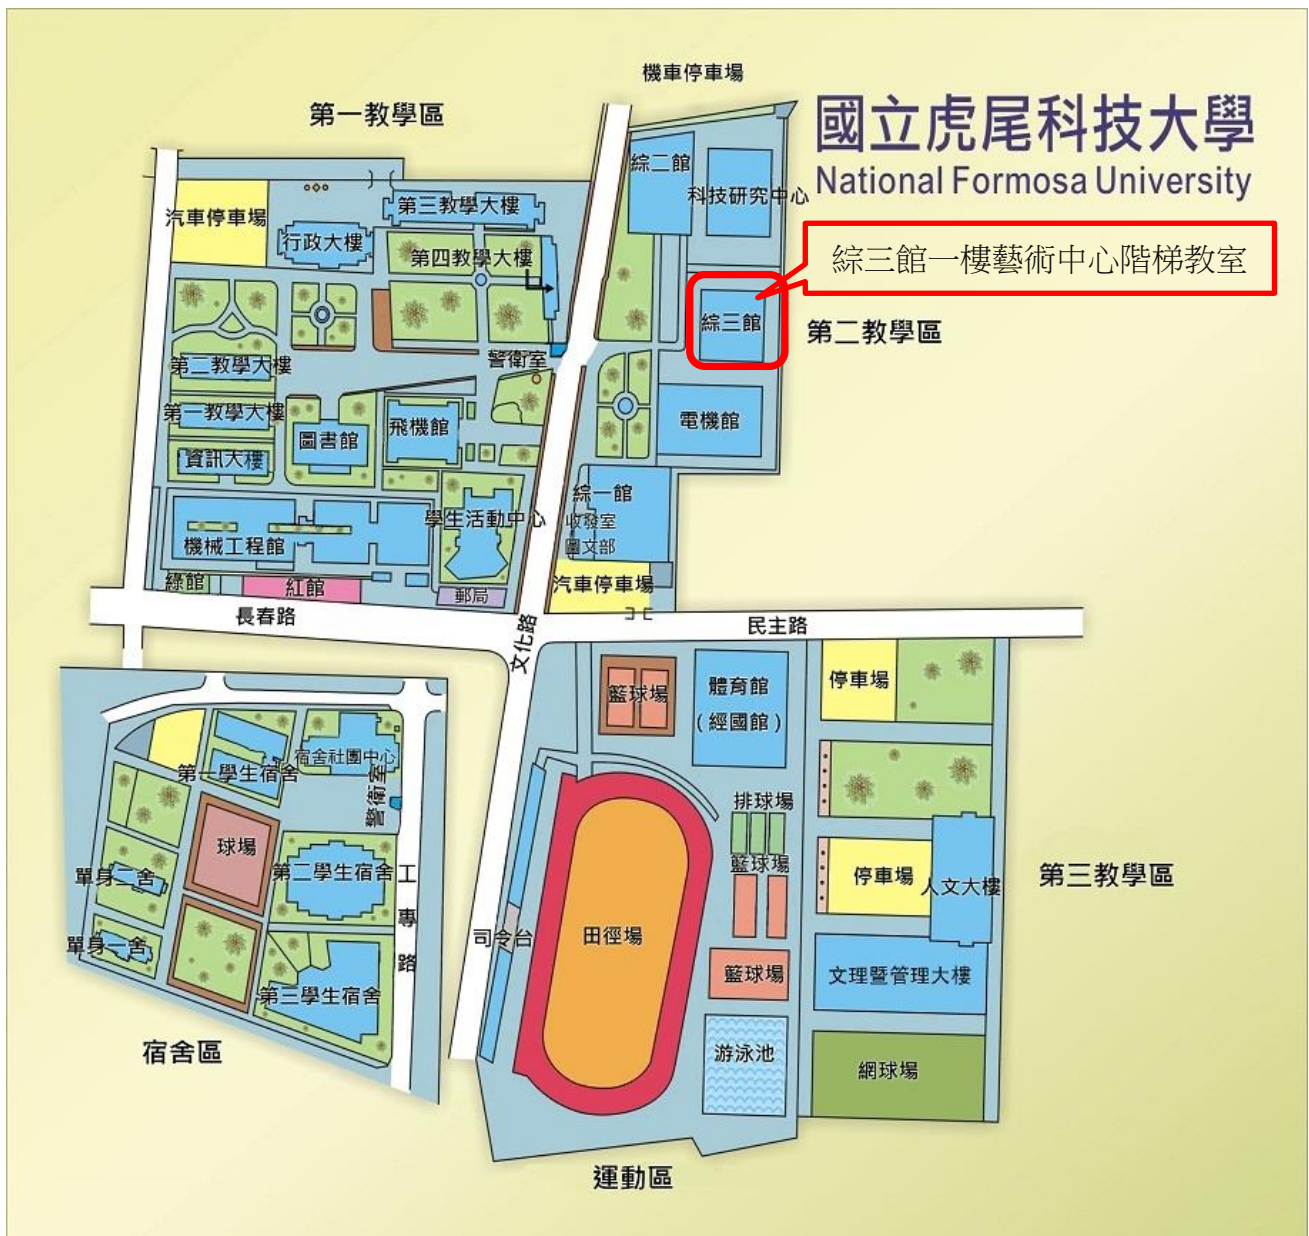 機車停車場
第一教學區
國立虎尾科技大學
National Formosa University
綜二館
科技研究中心
汽車停車場
第三教學大樓
行政大樓
第四教學大樓
綜三館一樓藝術中心階梯教室
綜三館
第二教學區
警衛室
第二教學大樓
第一教學大樓
圖書館
飛機館
電機館
資訊大樓
綜一館
收發室
圖文部
學生活動中心
機械工程館
綠館
紅館
郵局
汽車停車場
長春路
文化路
民主路
籃球場
體育館
(經國館)
停車場
第一學生宿舍
宿舍社團中心
警衛室
球場
排球場
籃球場
單身二舍
第二學生宿舍
工專路
停車場
人文大樓
第三教學區
單身一舍
司令台
田徑場
籃球場
文理暨管理大樓
第三學生宿舍
宿舍區
游泳池
網球場
運動區